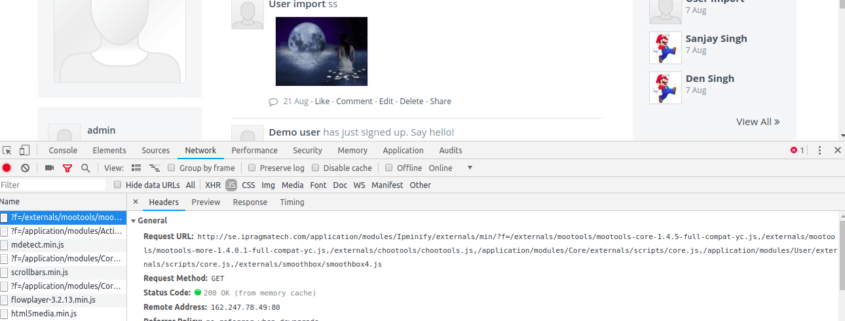 User import ss
User import
7 Aug
Sanjay Singh
7 Aug
Den Singh
7 Aug
21 Aug - Like - Comment - Edit - Delete - Share
View All »
admin
Demo user has just signed up. Say hello!
Console Elements Sources Network Performance Security Memory Application Audits 1
View: Group by frame Preserve log Disable cache Offline Online
Filter Hide data URLs All XHR JS CSS Img Media Font Doc WS Manifest Other
Name Headers Preview Response Timing
?f=/externals/mootools/moo...
?f=/application/modules/Acti...
mdetect.min.js
?f=/application/modules/Cor...
scrollbars.min.js
?f=/application/modules/Cor...
flowplayer-3.2.13.min.js
html5media.min.js
General
Request URL: http://se.ipragmatech.com/application/modules/Ipminify/externals/min/?f=/externals/mootools/mootools-core-1.4.5-full-compat-yc.js,/externals/mootoo
ls/mootools-more-1.4.0.1-full-compat-yc.js,/externals/chootools/chootools.js,/application/modules/Core/externals/scripts/core.js,/application/modules/User/exter
nals/scripts/core.js,/externals/smoothbox/smoothbox4.js
Request Method: GET
Status Code: 200 OK (from memory cache)
Remote Address: 162.247.78.49:80